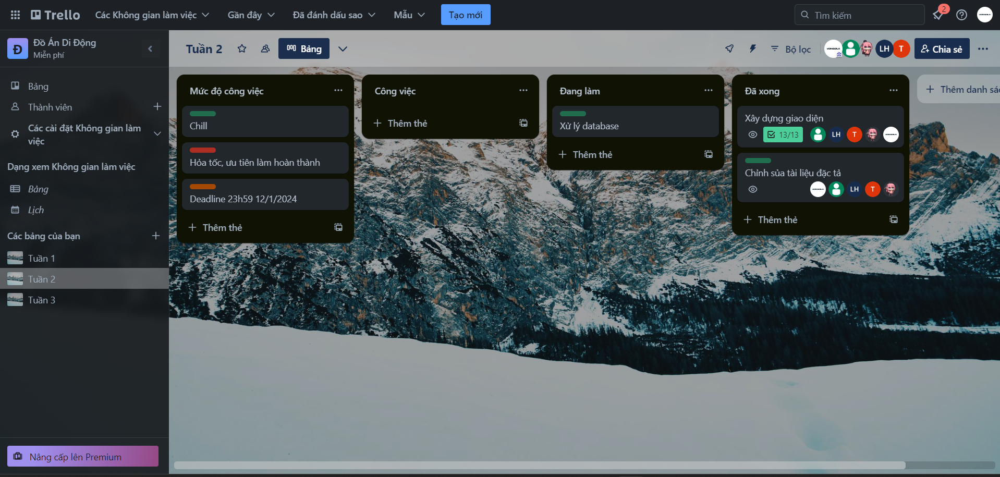 Trello
Các Không gian làm việc
Gần đây
Đã đánh dấu sao
Mẫu
Tạo mới
Tìm kiếm
2
Đ
Đồ Án Di Động
Miễn phí
Tuần 2
Bảng
Bộ lọc
VONGOLA
LH
T
Chia sẻ
Bảng
Thành viên
Các cài đặt Không gian làm
việc
Dạng xem Không gian làm việc
Bảng
Lịch
Các bảng của bạn
Tuần 1
Tuần 2
Tuần 3
Nâng cấp lên Premium
Mức độ công việc
Chill
Hỏa tốc, ưu tiên làm hoàn thành
Deadline 23h59 12/1/2024
Thêm thẻ
Công việc
Thêm thẻ
Đang làm
Xử lý database
Thêm thẻ
Đã xong
Xây dựng giao diện
13/13
LH
T
VONGOLA
Chỉnh sủa tài liệu đặc tả
VONGOLA
LH
T
Thêm thẻ
Thêm danh sác